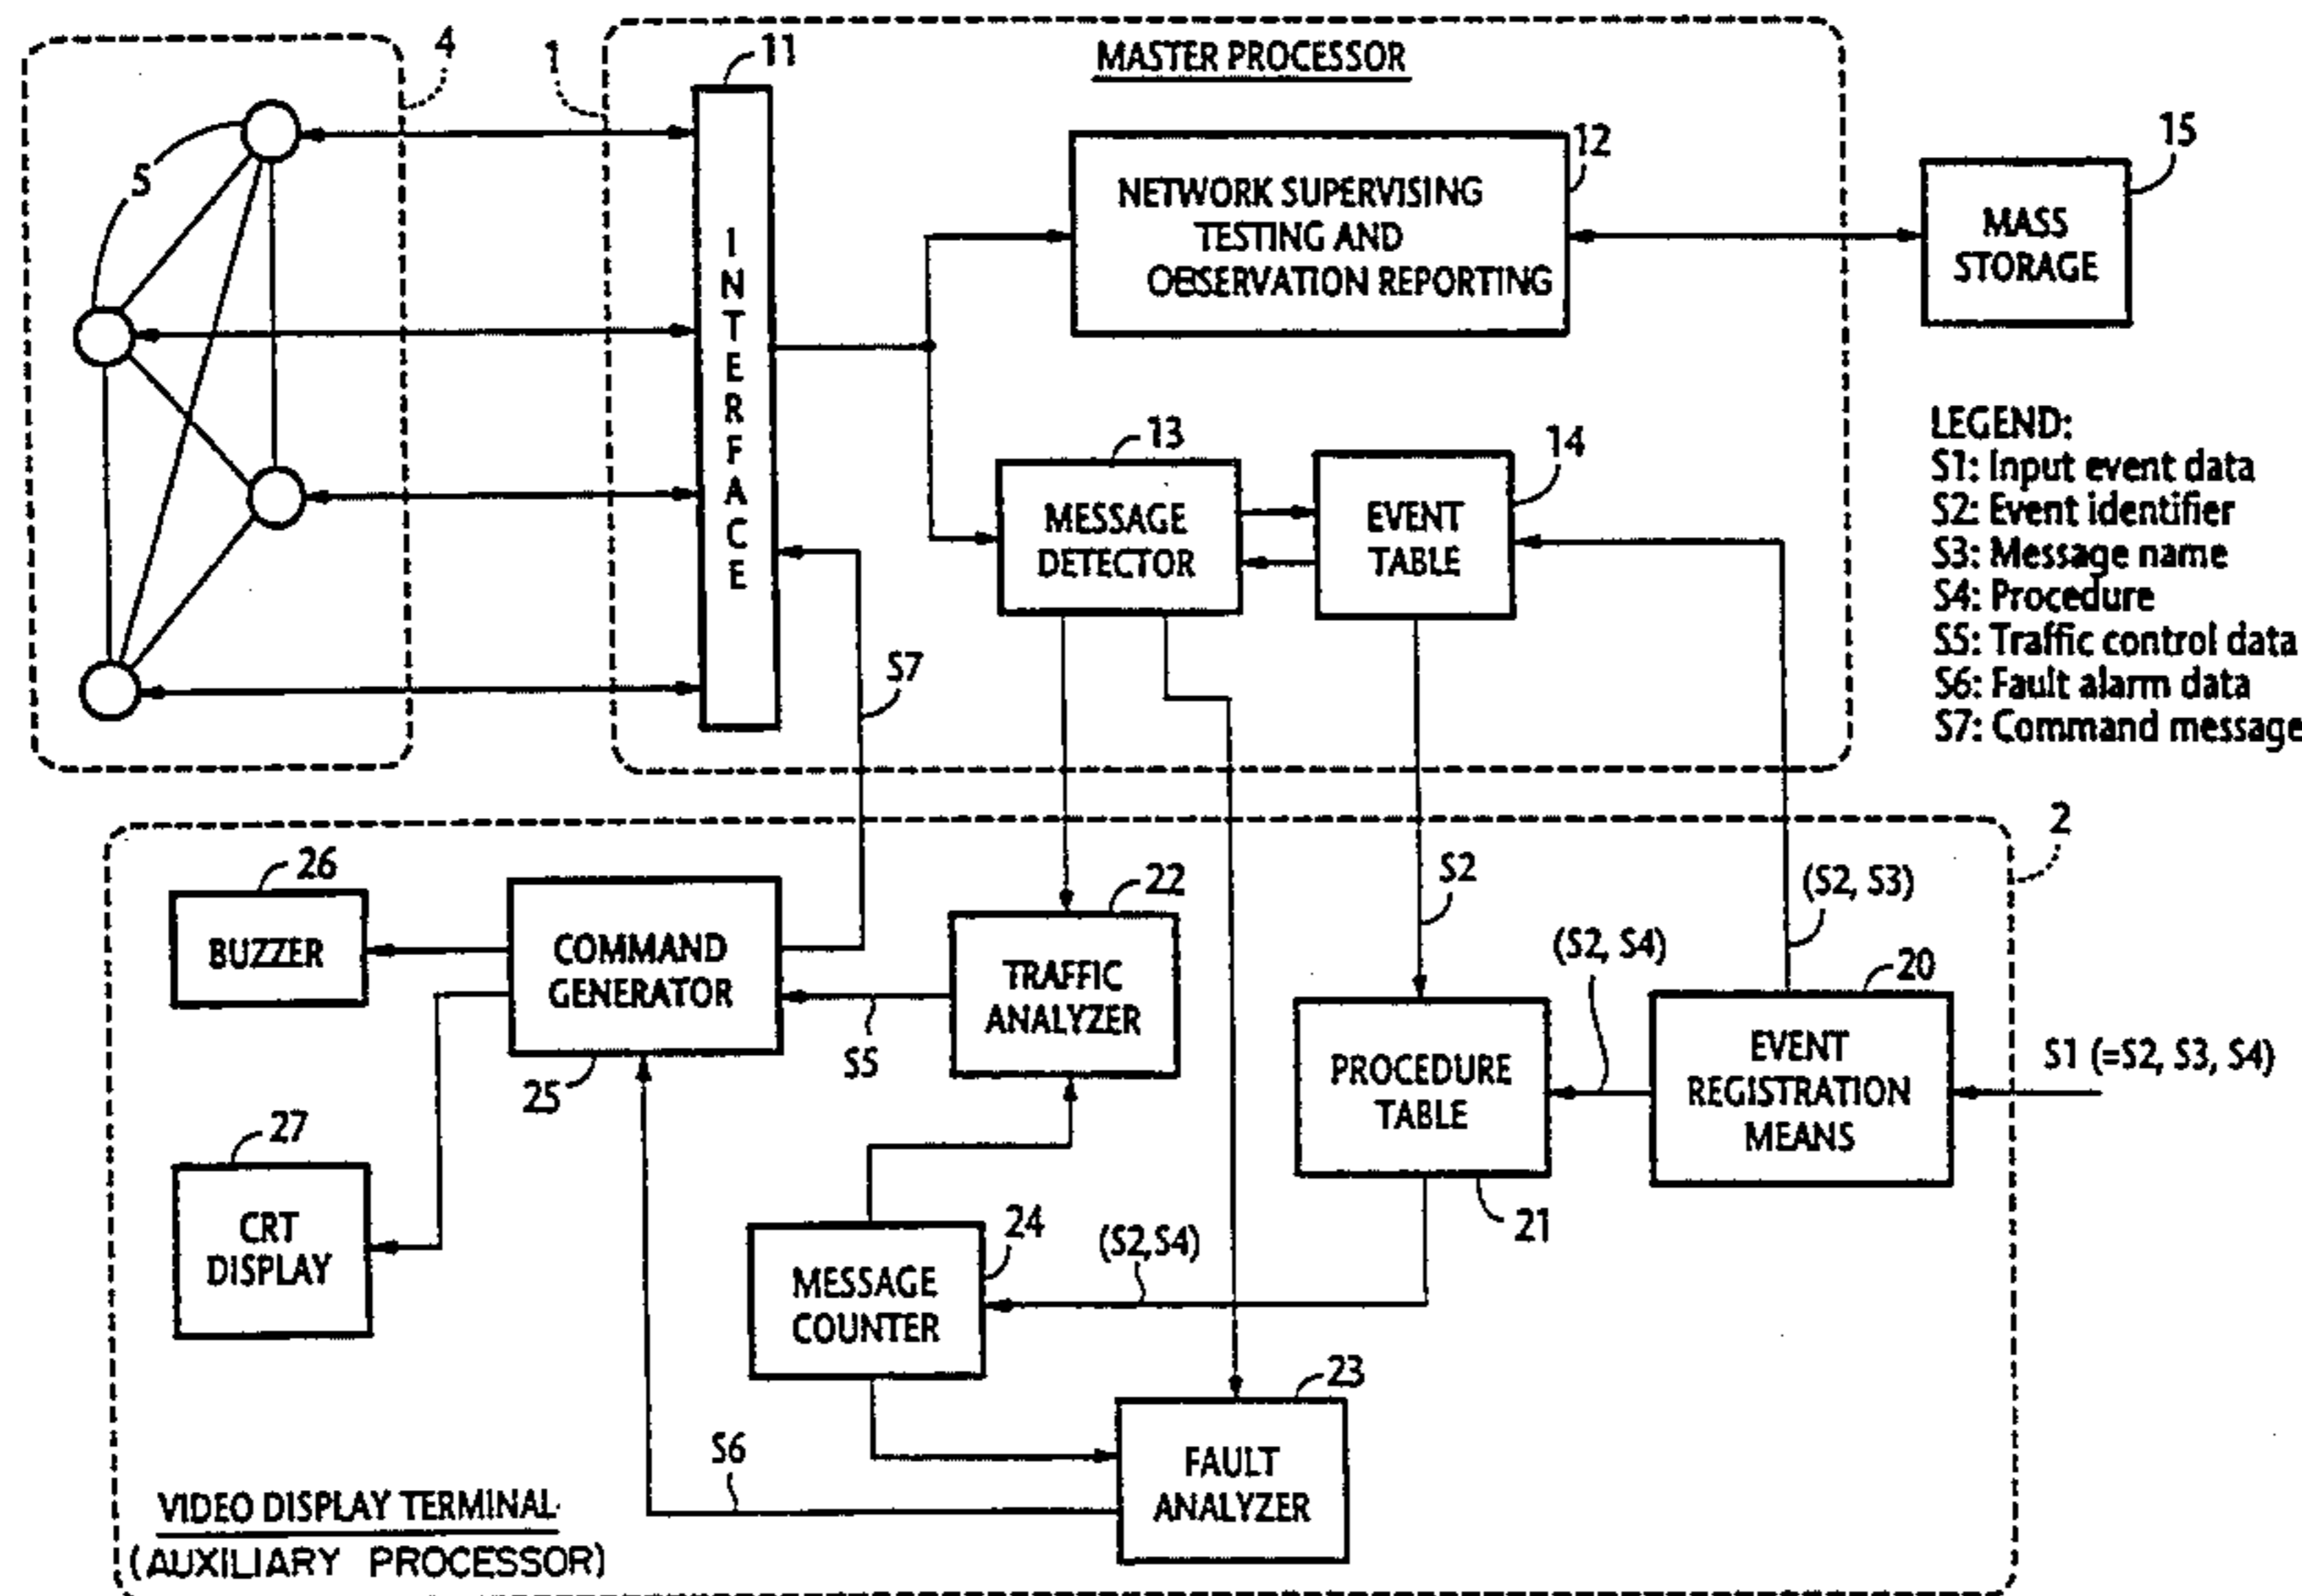 4
1
11
MASTER PROCESSOR
5
INTERFACE
12
NETWORK SUPERVISING
TESTING AND
OBSERVATION REPORTING
15
MASS
STORAGE
13
MESSAGE
DETECTOR
14
EVENT
TABLE
LEGEND:
S1: Input event data
S2: Event identifier
S3: Message name
S4: Procedure
S5: Traffic control data
S6: Fault alarm data
S7: Command message
S7
2
26
BUZZER
COMMAND
GENERATOR
25
22
TRAFFIC
ANALYZER
S5
S2
(S2, S3)
(S2, S4)
20
EVENT
REGISTRATION
MEANS
S1 (=S2, S3, S4)
PROCEDURE
TABLE
21
27
CRT
DISPLAY
24
MESSAGE
COUNTER
(S2,S4)
23
FAULT
ANALYZER
S6
VIDEO DISPLAY TERMINAL
(AUXILIARY PROCESSOR)